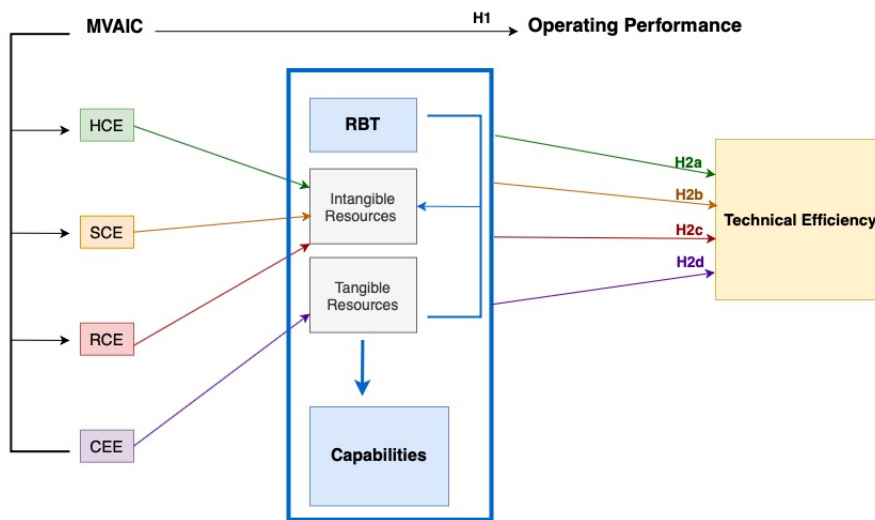 MVAIC
H1
Operating Performance
HCE
SCE
RCE
CEE
RBT
Intangible
Resources
Tangible
Resources
Capabilities
H2a
H2b
H2c
H2d
Technical Efficiency